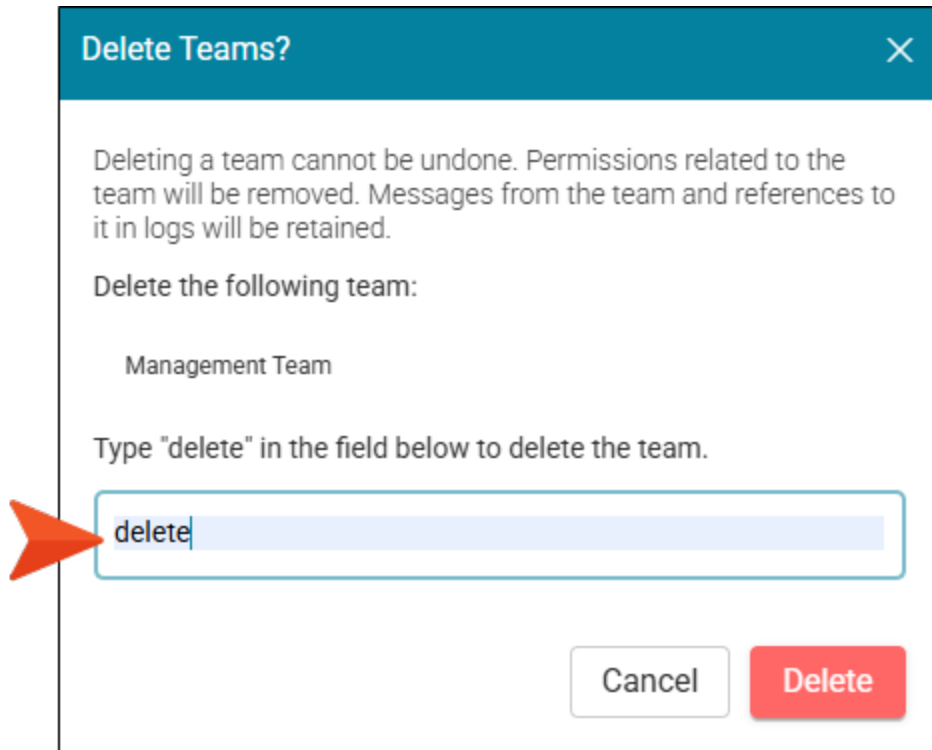 Delete Teams?
Deleting a team cannot be undone. Permissions related to the
team will be removed. Messages from the team and references to
it in logs will be retained.
Delete the following team:
Management Team
Type "delete" in the field below to delete the team.
delete
Cancel Delete